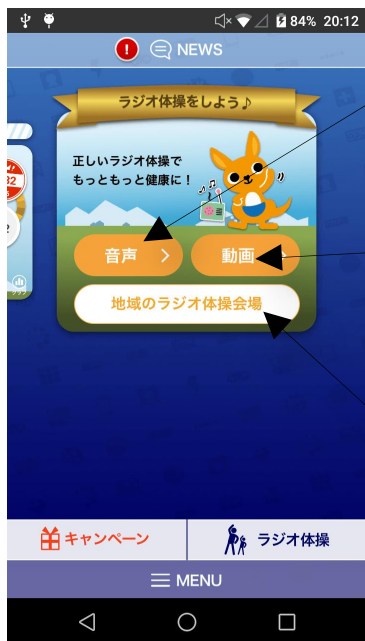 84% 20:12
NEWS
ラジオ体操をしよう♪
正しいラジオ体操で
もっともっと健康に！
音声
動画
地域のラジオ体操会場
キャンペーン
ラジオ体操
MENU